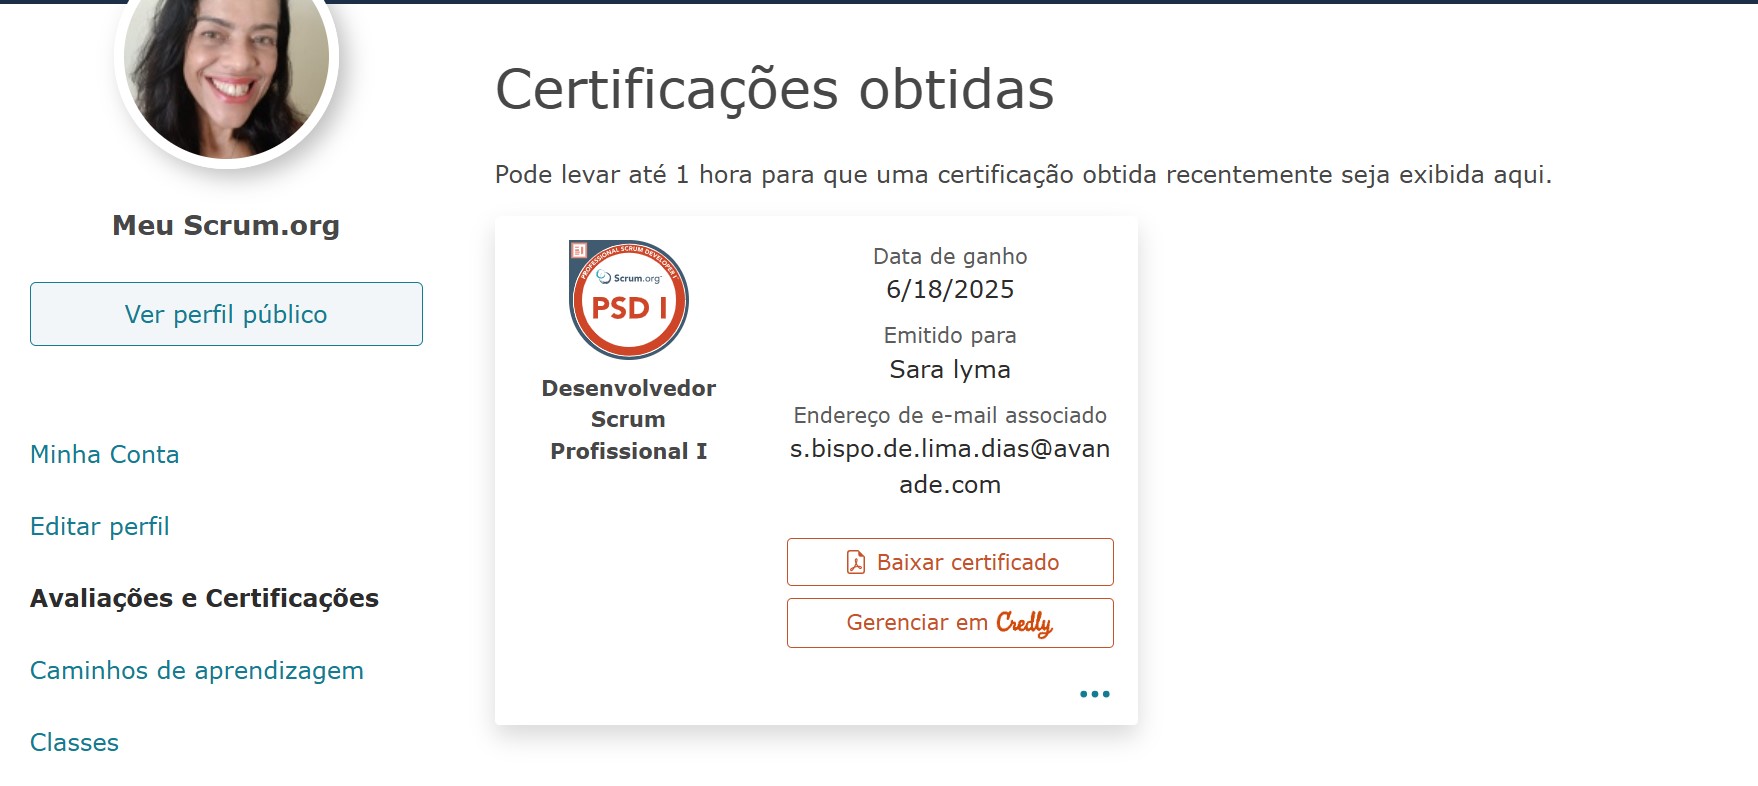 Certificações obtidas
Pode levar até 1 hora para que uma certificação obtida recentemente seja exibida aqui.
Meu Scrum.org
Ver perfil público
Minha Conta
Editar perfil
Avaliações e Certificações
Caminhos de aprendizagem
Classes
PROFESSIONAL SCRUM DEVELOPER I
Scrum.org
PSD I
Desenvolvedor
Scrum
Profissional I
Data de ganho
6/18/2025
Emitido para
Sara lyma
Endereço de e-mail associado
s.bispo.de.lima.dias@avan
ade.com
Baixar certificado
Gerenciar em Credly